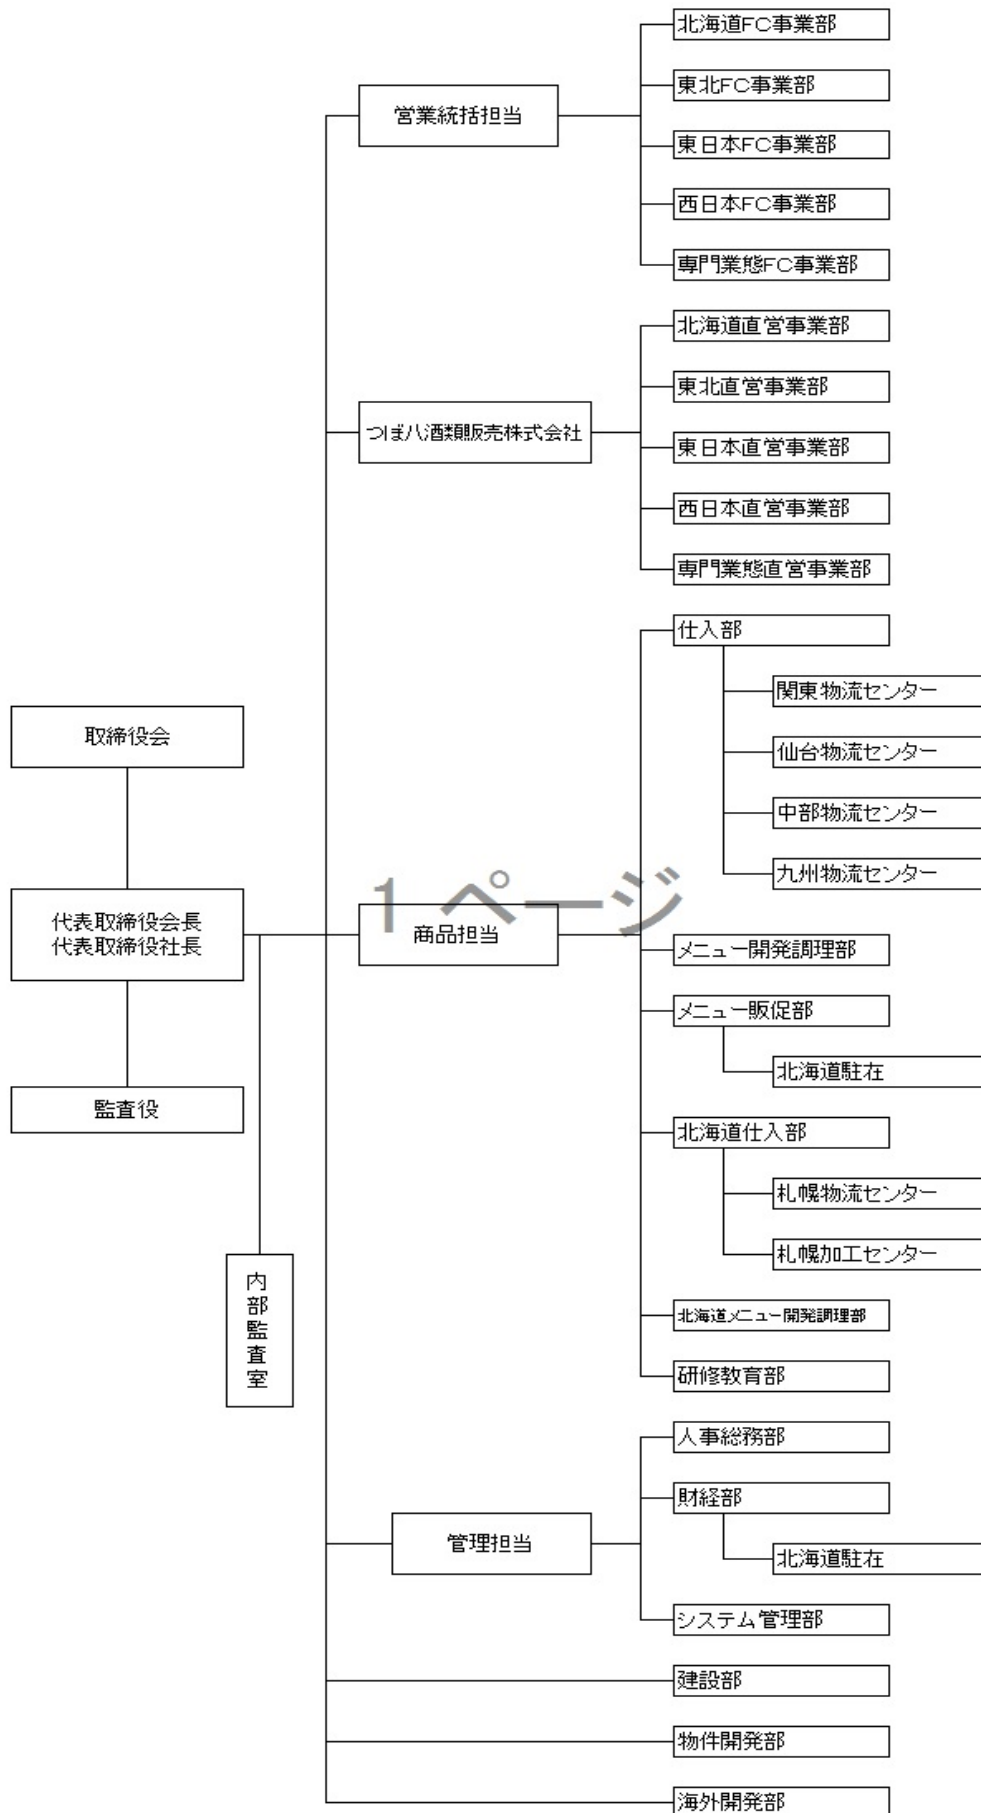 北海道FC事業部
東北FC事業部
営業統括担当
東日本FC事業部
西日本FC事業部
専門業態FC事業部
北海道直営事業部
東北直営事業部
つぼ八酒類販売株式会社
東日本直営事業部
西日本直営事業部
専門業態直営事業部
仕入部
関東物流センター
仙台物流センター
中部物流センター
九州物流センター
取締役会
代表取締役会長
代表取締役社長
監査役
内部監査室
1 ページ
商品担当
メニュー開発調理部
メニュー販促部
北海道駐在
北海道仕入部
札幌物流センター
札幌加工センター
北海道メニュー開発調理部
研修教育部
人事総務部
財経部
管理担当
北海道駐在
システム管理部
建設部
物件開発部
海外開発部